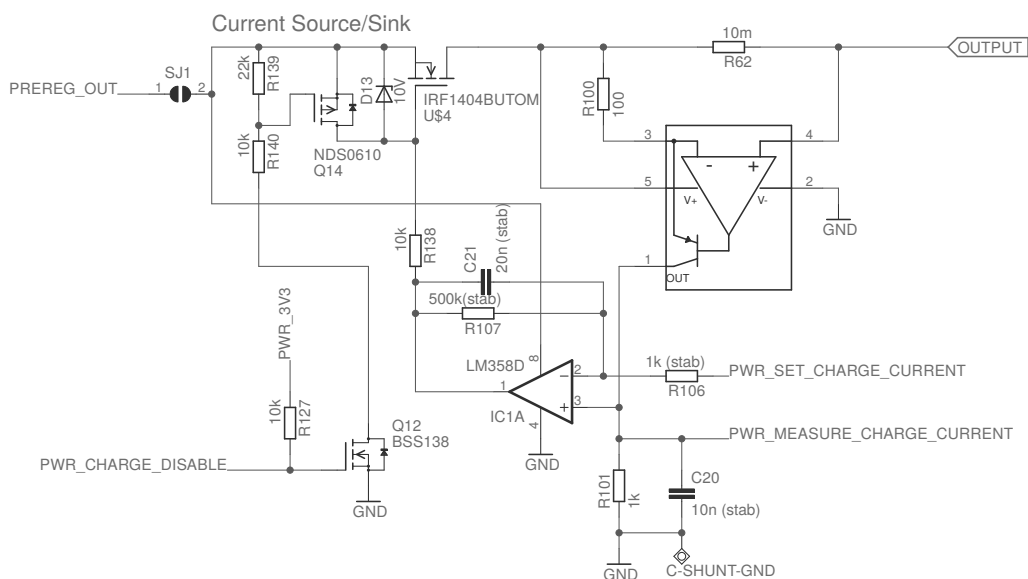 Current Source/Sink
PREREG_OUT
SJ1
1
2
22k
R139
10k
R140
NDS0610
Q14
D13
10V
IRF1404BUTOM
U$4
10m
R62
OUTPUT
R100
100
3
4
5
2
-
+
V+
V-
1
OUT
GND
10k
R138
C21
20n (stab)
500k(stab)
R107
LM358D
8
1
2
3
−
+
IC1A
4
GND
1k (stab)
R106
PWR_SET_CHARGE_CURRENT
PWR_MEASURE_CHARGE_CURRENT
PWR_3V3
10k
R127
Q12
BSS138
PWR_CHARGE_DISABLE
GND
R101
1k
C20
10n (stab)
GND
C-SHUNT-GND